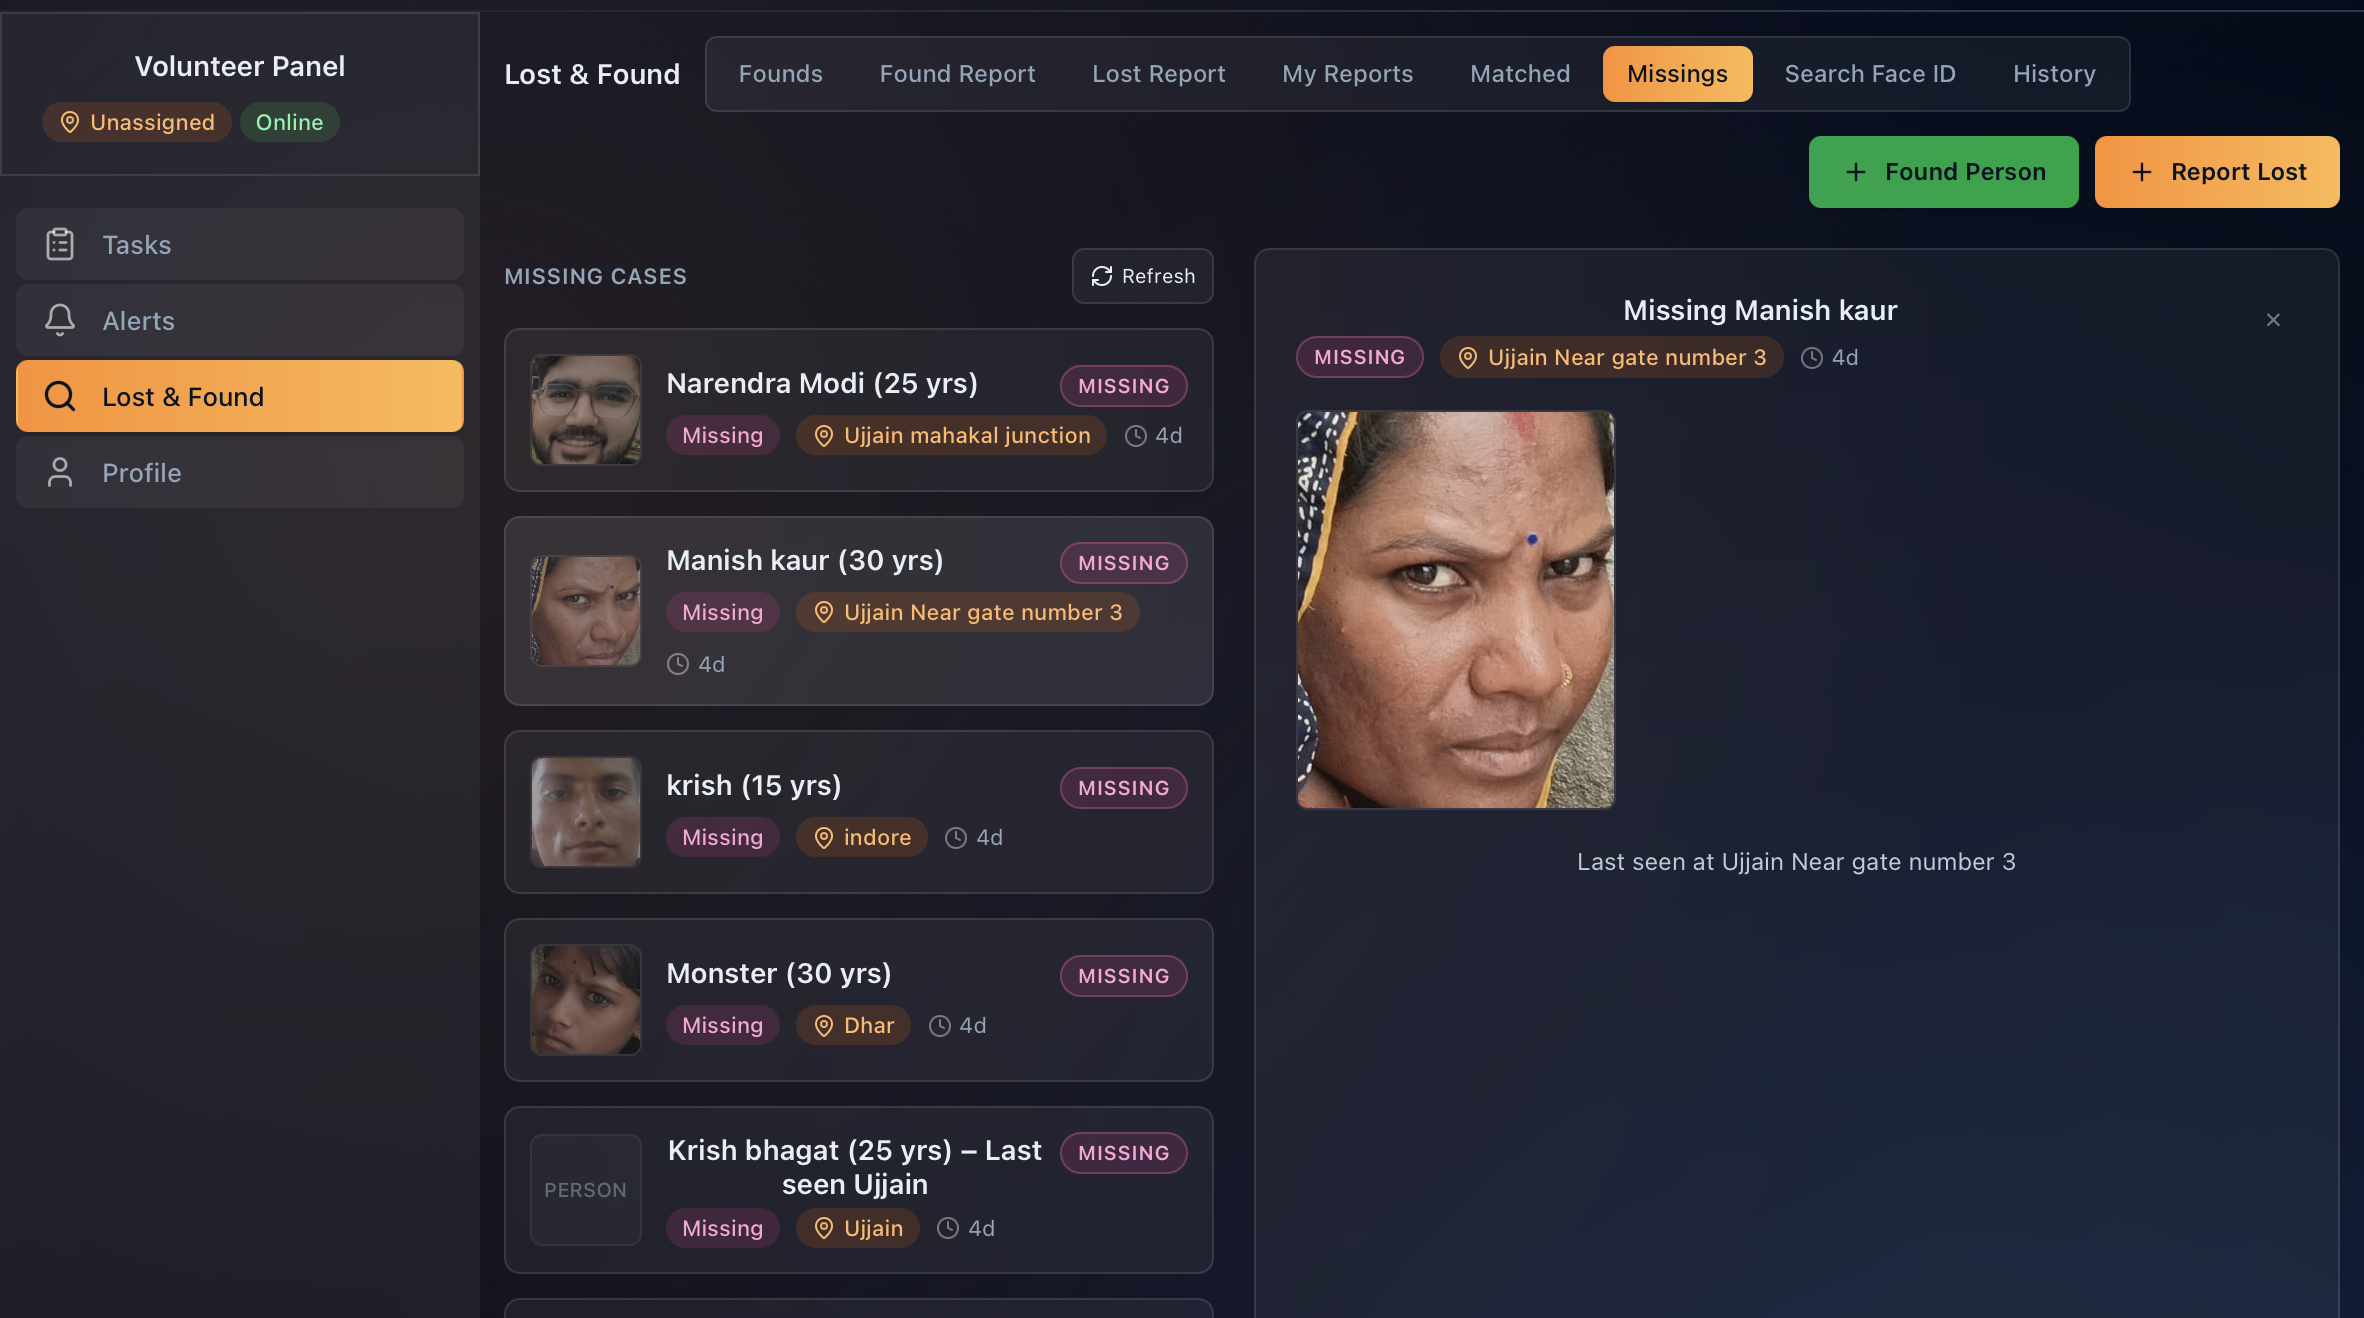 Volunteer Panel
Unassigned
Online
Tasks
Alerts
Lost & Found
Profile
Lost & Found
Founds
Found Report
Lost Report
My Reports
Matched
Missings
Search Face ID
History
+ Found Person
+ Report Lost
MISSING CASES
Refresh
Narendra Modi (25 yrs)
MISSING
Missing
Ujjain mahakal junction
4d
Manish kaur (30 yrs)
MISSING
Missing
Ujjain Near gate number 3
4d
krish (15 yrs)
MISSING
Missing
indore
4d
Monster (30 yrs)
MISSING
Missing
Dhar
4d
PERSON
Krish bhagat (25 yrs) – Last
seen Ujjain
MISSING
Missing
Ujjain
4d
Missing Manish kaur
×
MISSING
Ujjain Near gate number 3
4d
Last seen at Ujjain Near gate number 3